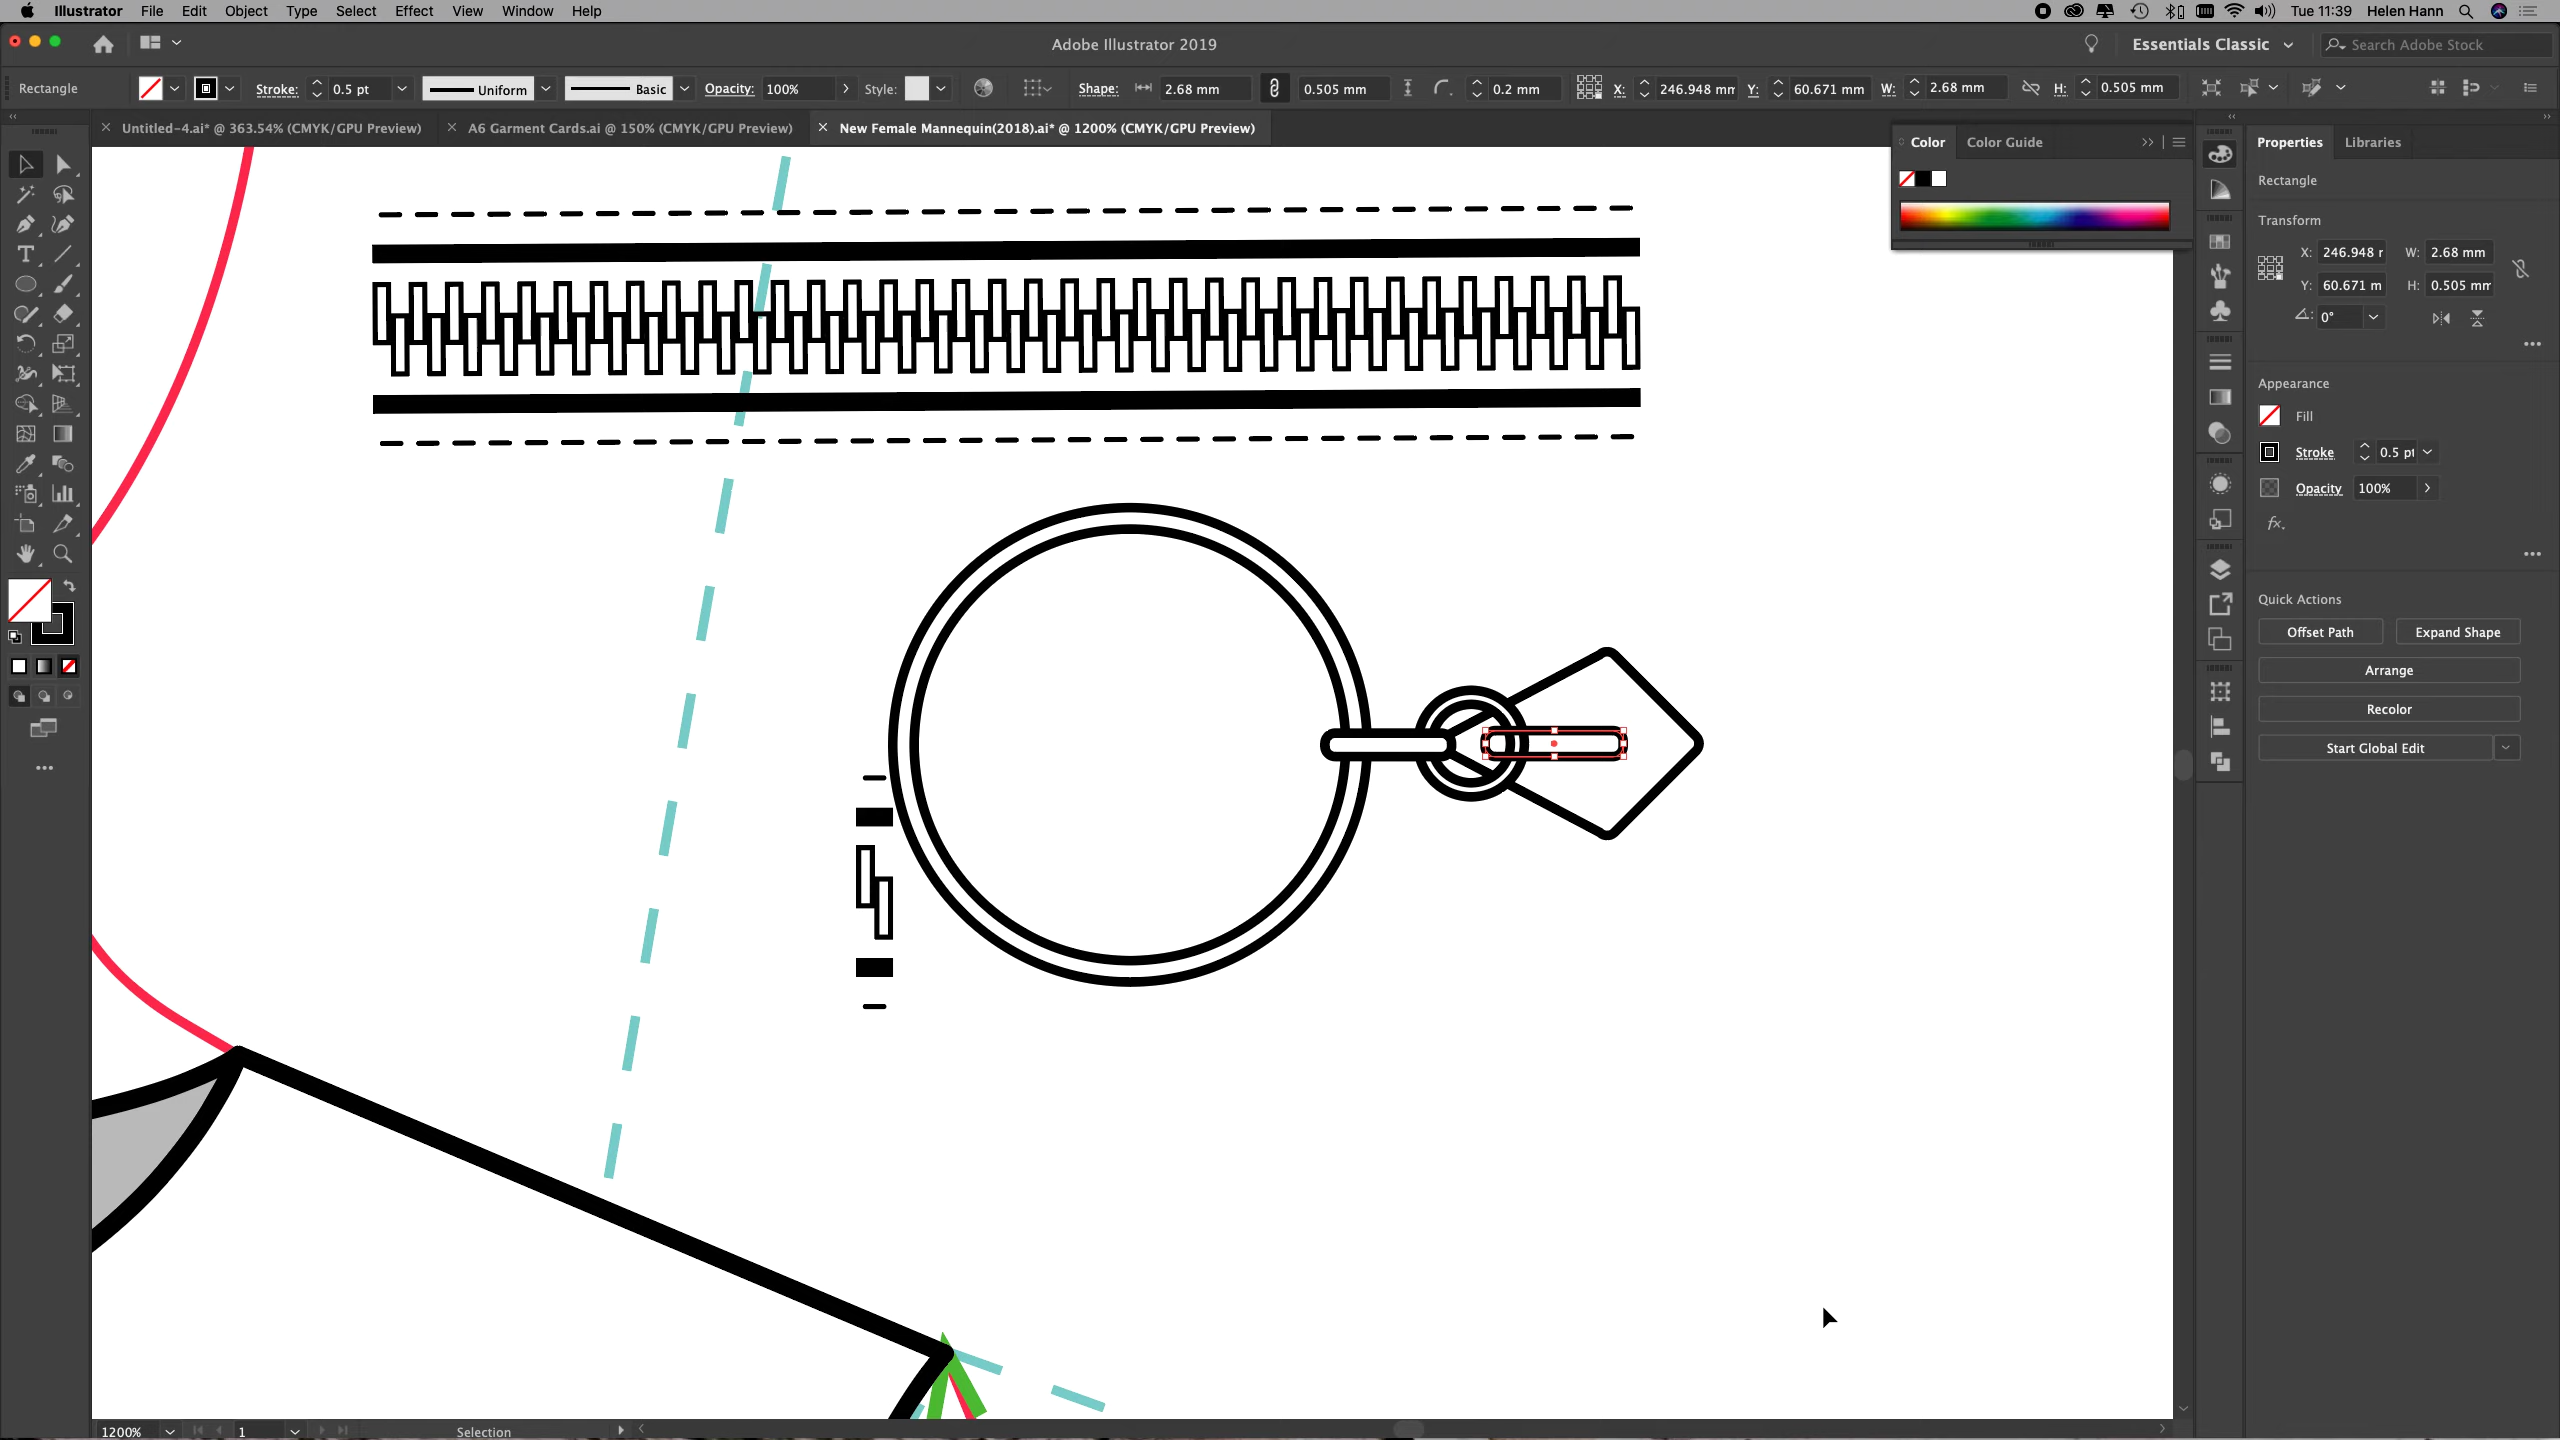 Illustrator File Edit Object Type Select Effect View Window Help Tue 11:39 Helen Hann
Adobe Illustrator 2019 Essentials Classic Search Adobe Stock
Rectangle Stroke: 0.5 pt Uniform Basic Opacity: 100% Style: Shape: 2.68 mm 0.505 mm 0.2 mm X: 246.948 mm Y: 60.671 mm W: 2.68 mm H: 0.505 mm
Untitled-4.ai* @ 363.54% (CMYK/GPU Preview) A6 Garment Cards.ai @ 150% (CMYK/GPU Preview) New Female Mannequin(2018).ai* @ 1200% (CMYK/GPU Preview)
Color Color Guide
Properties Libraries
Rectangle
Transform
X: 246.948 r W: 2.68 mm
Y: 60.671 m H: 0.505 mm
0°
Appearance
Fill
Stroke 0.5 pt
Opacity 100%
fx.
Quick Actions
Offset Path Expand Shape
Arrange
Recolor
Start Global Edit
1200% 1 Selection